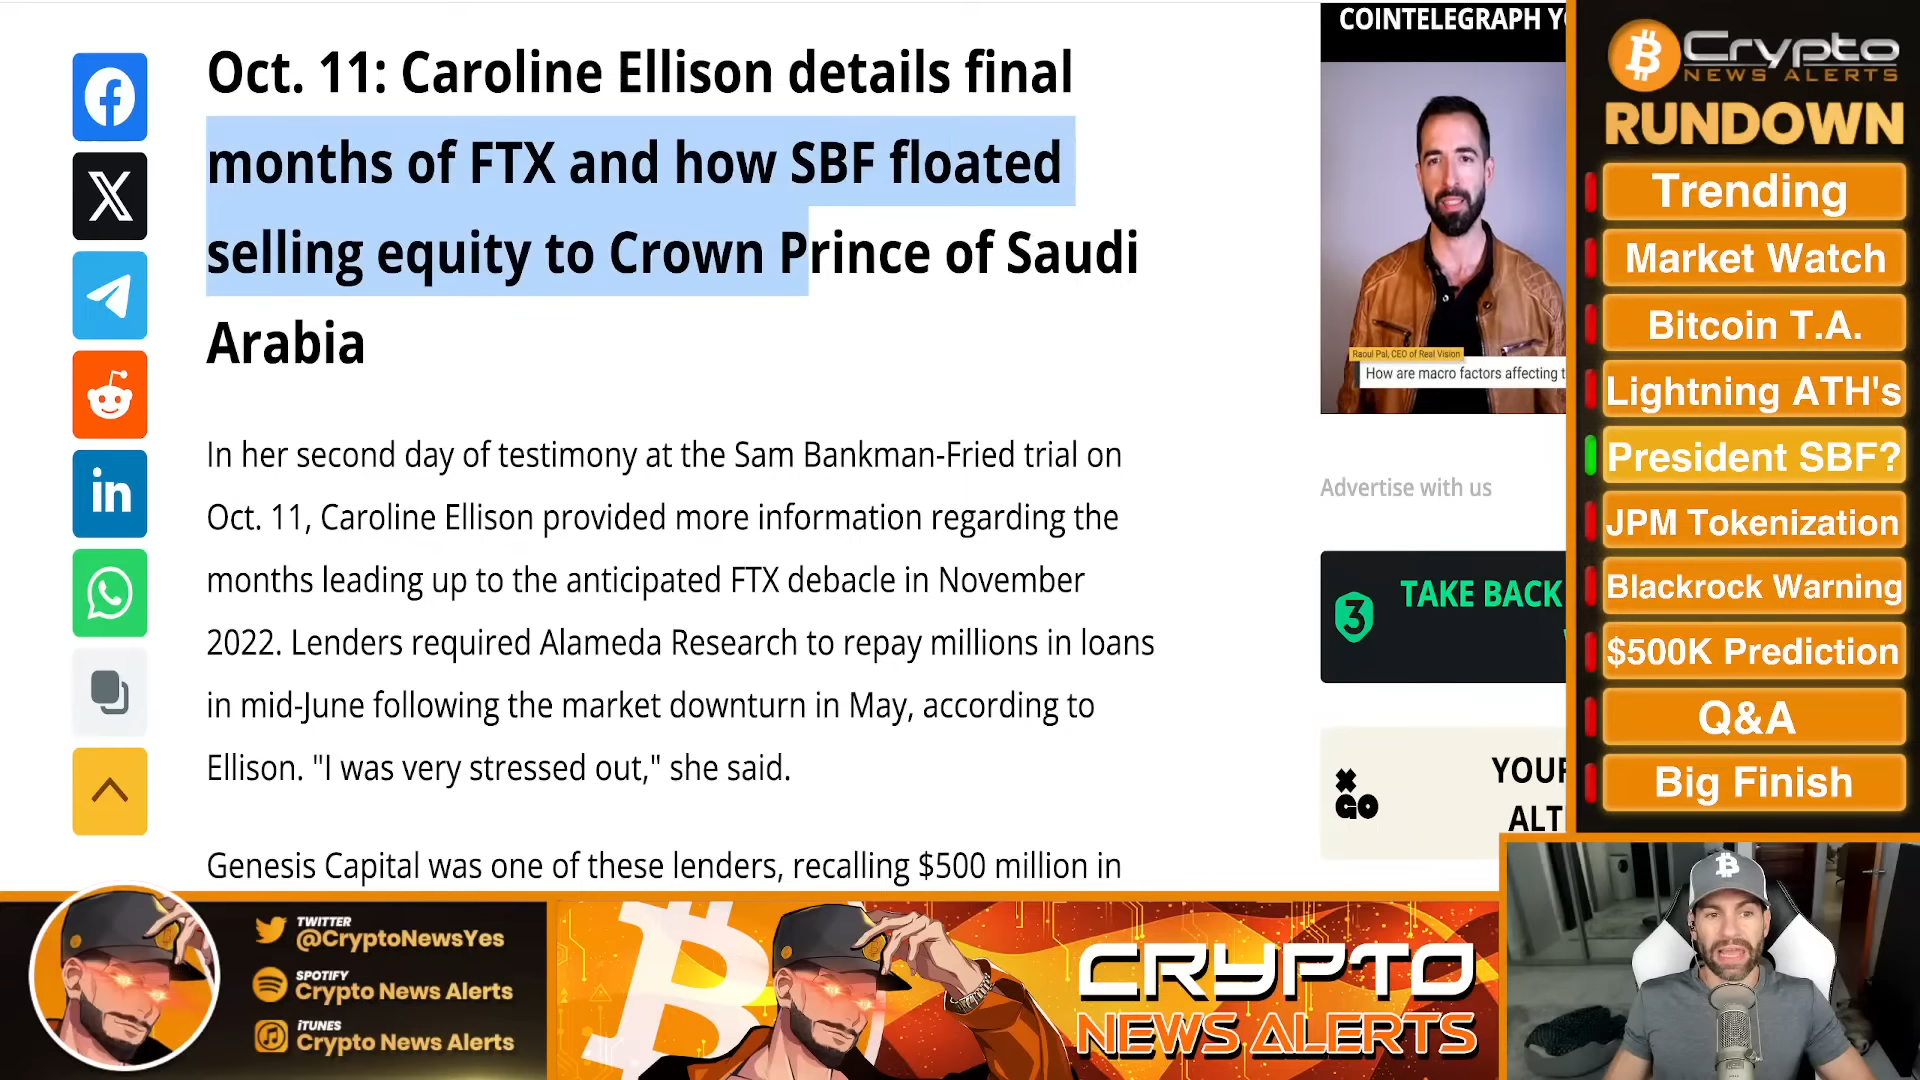 Oct. 11: Caroline Ellison details final
months of FTX and how SBF floated
selling equity to Crown Prince of Saudi
Arabia
In her second day of testimony at the Sam Bankman-Fried trial on
Oct. 11, Caroline Ellison provided more information regarding the
months leading up to the anticipated FTX debacle in November
2022. Lenders required Alameda Research to repay millions in loans
in mid-June following the market downturn in May, according to
Ellison. "I was very stressed out," she said.
Genesis Capital was one of these lenders, recalling $500 million in
COINTELEGRAPH Y
Raoul Pal, CEO of Real Vision
How are macro factors affecting t
Advertise with us
3
TAKE BACK
GO
YOUR
ALT
Crypto
NEWS ALERTS
RUNDOWN
Trending
Market Watch
Bitcoin T.A.
Lightning ATH's
President SBF?
JPM Tokenization
Blackrock Warning
$500K Prediction
Q&A
Big Finish
TWITTER
@CryptoNewsYes
SPOTIFY
Crypto News Alerts
iTUNES
Crypto News Alerts
CRYPTO
NEWS ALERTS